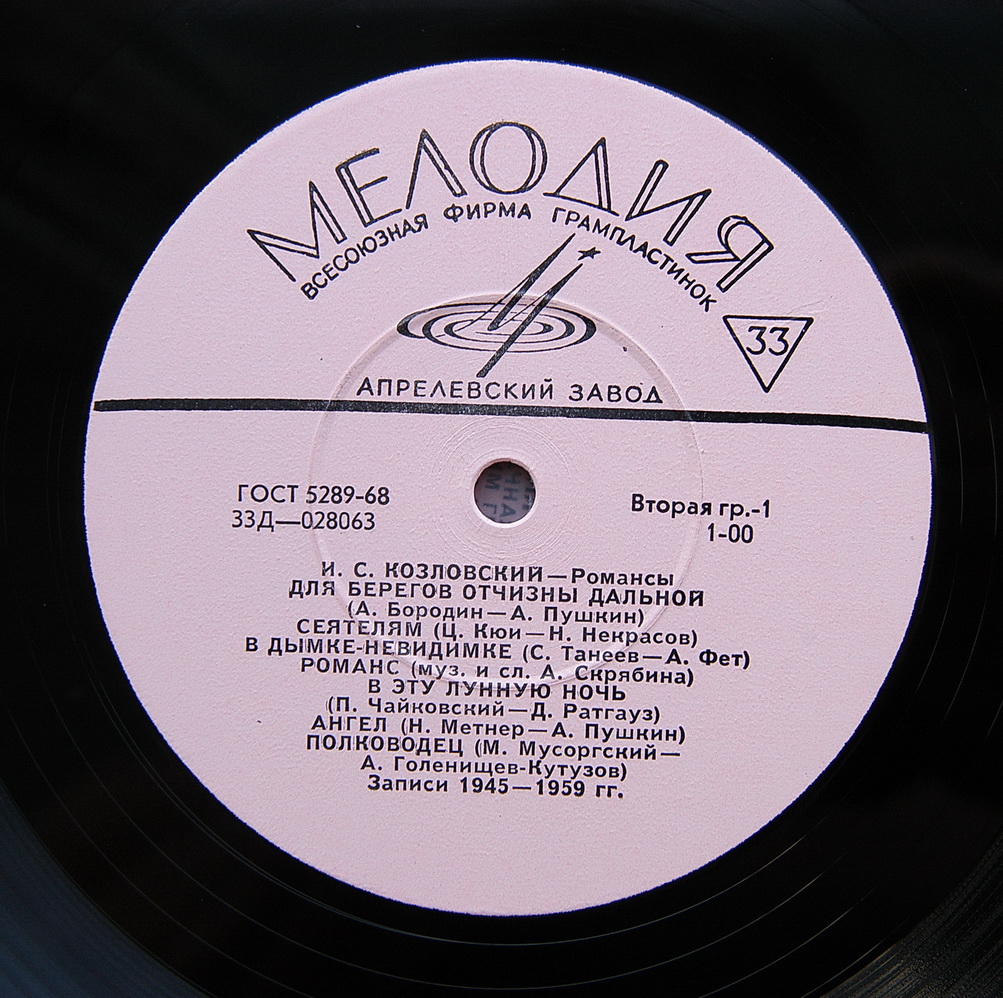 МЕЛОДИЯ
ВСЕСОЮЗНАЯ ФИРМА ГРАМПЛАСТИНОК
33
АПРЕЛЕВСКИЙ ЗАВОД
ГОСТ 5289-68
33Д—028063
Вторая гр.-1
1-00
И. С. КОЗЛОВСКИЙ—Романсы
ДЛЯ БЕРЕГОВ ОТЧИЗНЫ ДАЛЬНОЙ
(А. Бородин—А. Пушкин)
СЕЯТЕЛЯМ (Ц. Кюи—Н. Некрасов)
В ДЫМКЕ-НЕВИДИМКЕ (С. Танеев—А. Фет)
РОМАНС (муз. и сл. А. Скрябина)
В ЭТУ ЛУННУЮ НОЧЬ
(П. Чайковский—Д. Ратгауз)
АНГЕЛ (Н. Метнер—А. Пушкин)
ПОЛКОВОДЕЦ (М. Мусоргский—
А. Голенищев-Кутузов)
Записи 1945—1959 гг.